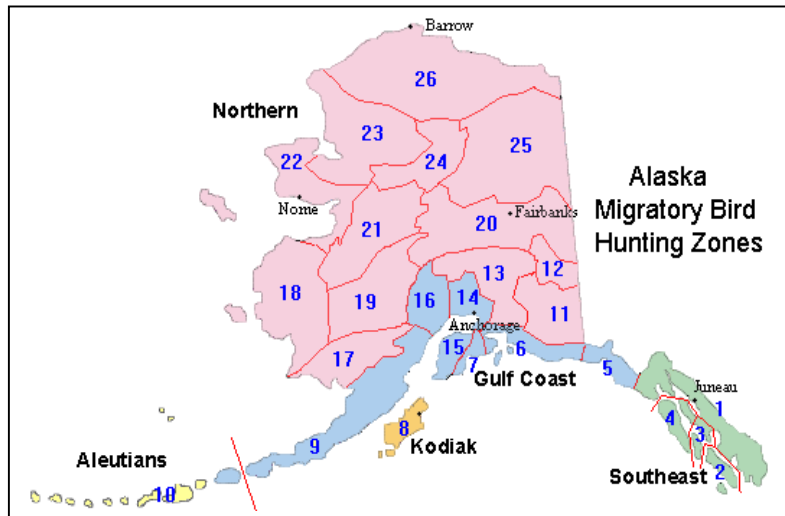 Barrow
26
Northern
23
22
24
25
Alaska
Migratory Bird
Hunting Zones
Nome
Fairbanks
20
21
12
13
18
19
16
14
11
Anchorage
17
15
7
6
Gulf Coast
5
Juneau
1
4
3
2
Southeast
8
Kodiak
9
Aleutians
10